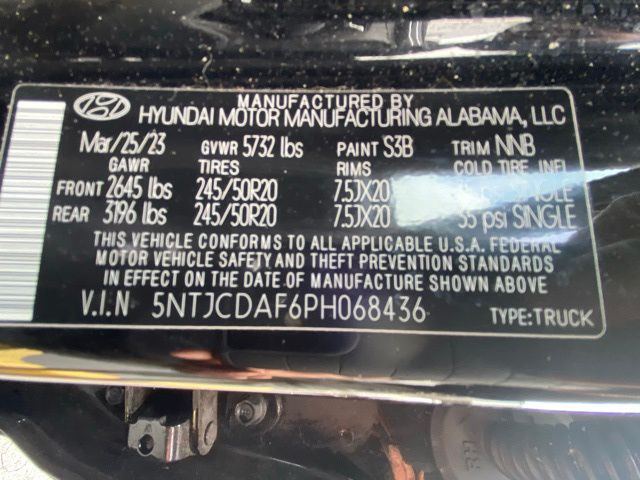 MANUFACTURED BY
HYUNDAI MOTOR MANUFACTURING ALABAMA, LLC
Mar/25/23 GVWR 5732 lbs PAINT S3B TRIM NNB
GAWR TIRES RIMS COLD TIRE INFL
FRONT 2645 lbs 245/50R20 7.5JX20 SINGLE
REAR 3196 lbs 245/50R20 7.5JX20 35 psi SINGLE
THIS VEHICLE CONFORMS TO ALL APPLICABLE U.S.A. FEDERAL
MOTOR VEHICLE SAFETY AND THEFT PREVENTION STANDARDS
IN EFFECT ON THE DATE OF MANUFACTURE SHOWN ABOVE
V.I.N 5NTJCDAF6PH068436 TYPE:TRUCK